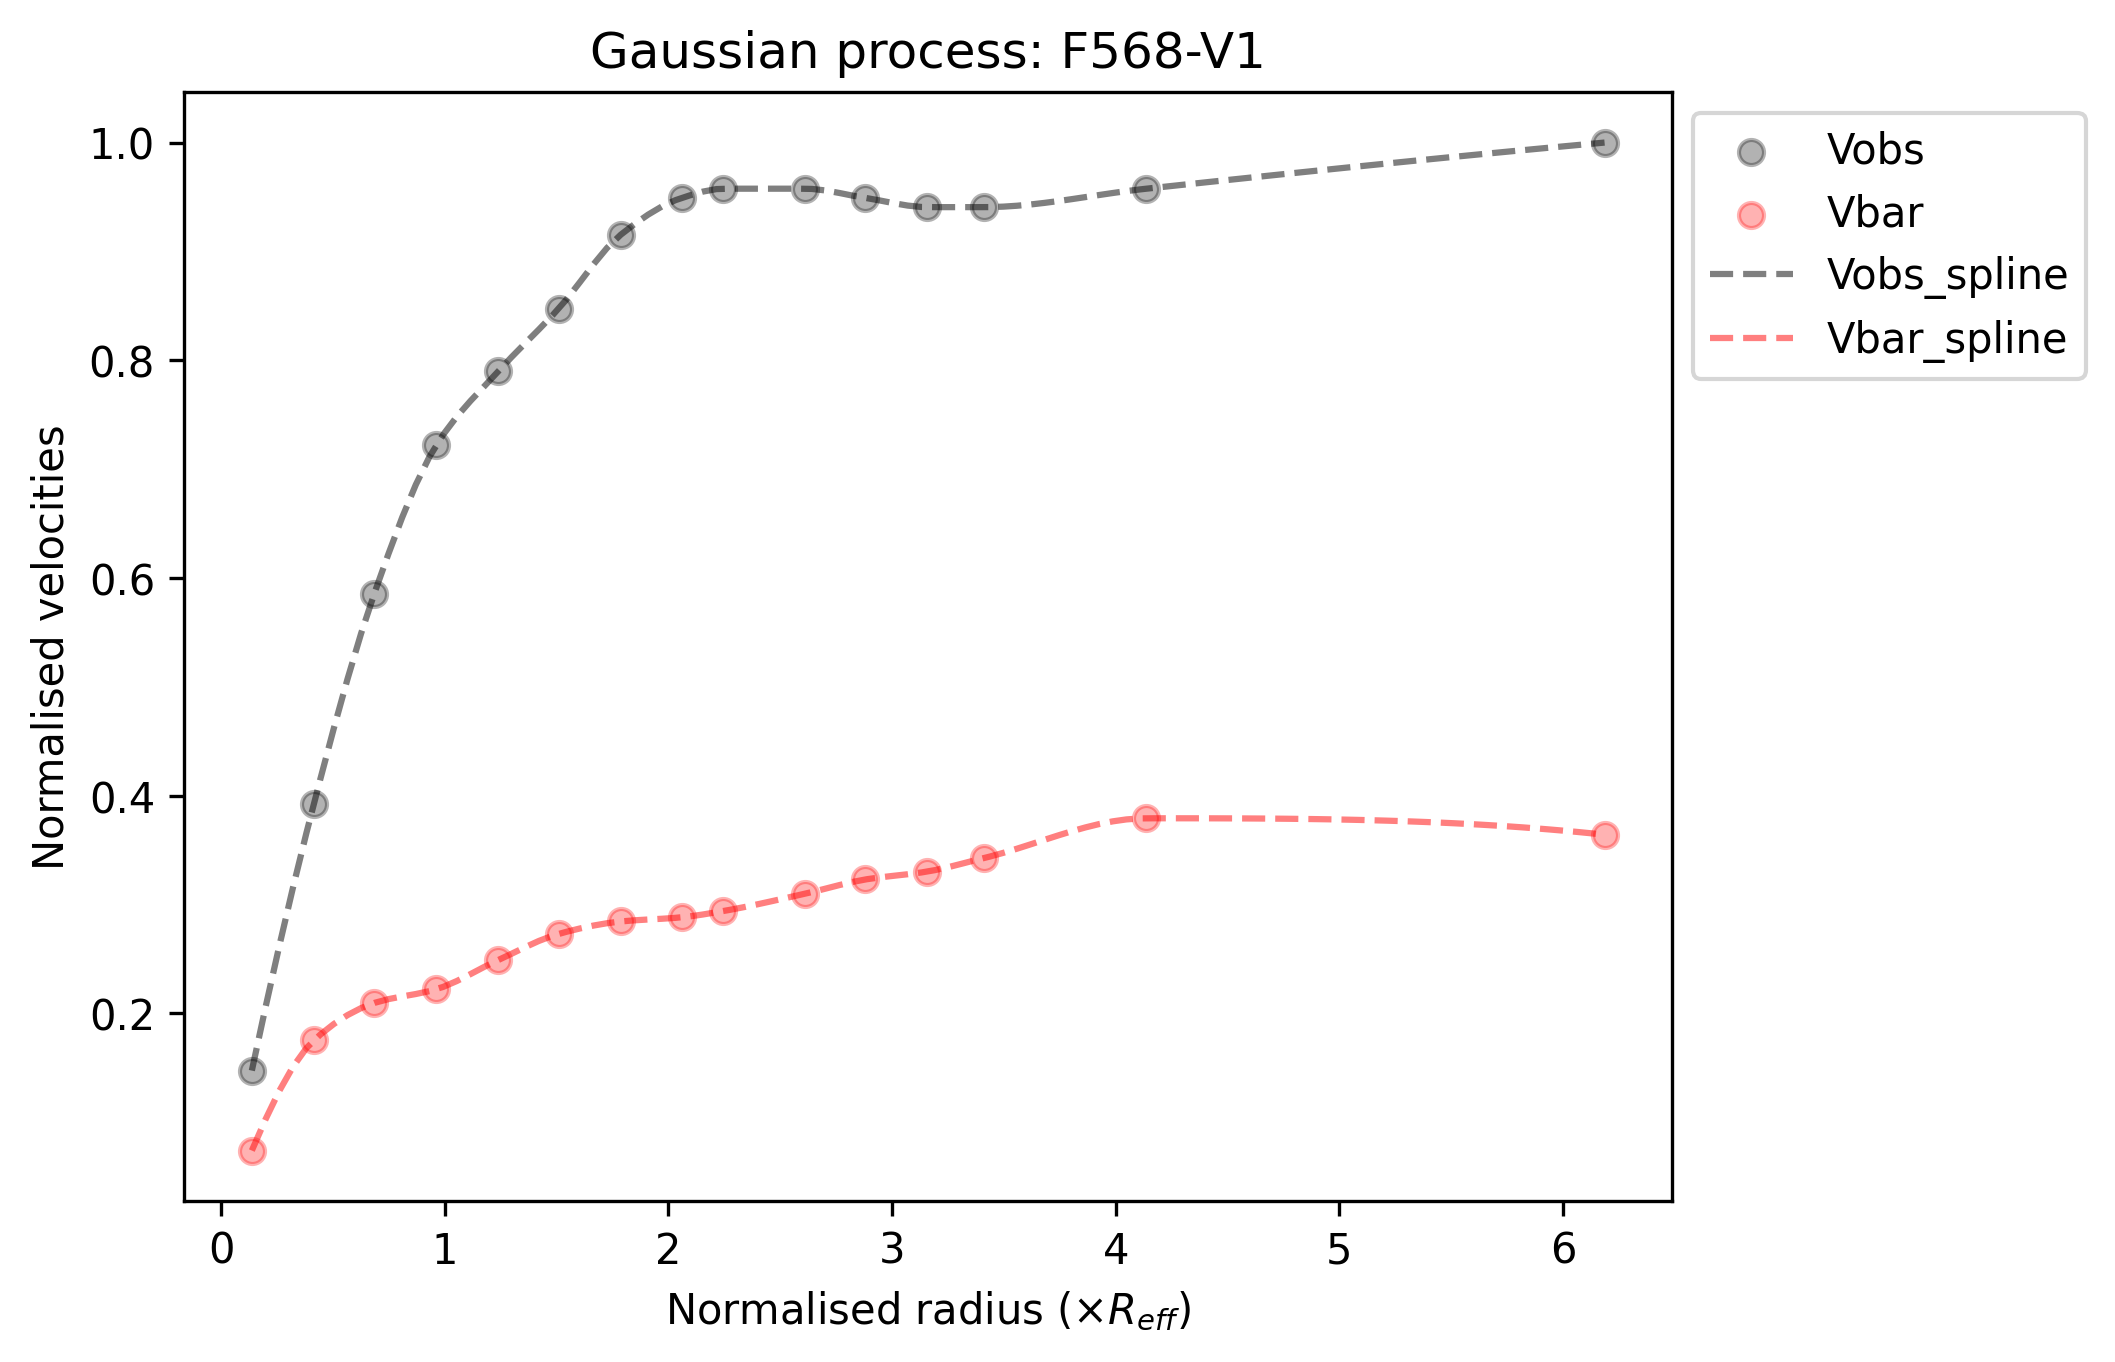 Gaussian process: F568-V1
1.0
0.8
0.6
0.4
0.2
Normalised velocities
0 1 2 3 4 5 6
Normalised radius (×R_eff)
Vobs
Vbar
Vobs_spline
Vbar_spline